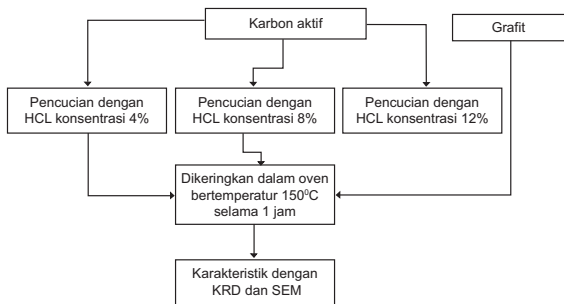 Karbon aktif
Grafit
Pencucian dengan
HCL konsentrasi 4%
Pencucian dengan
HCL konsentrasi 8%
Pencucian dengan
HCL konsentrasi 12%
Dikeringkan dalam oven
bertemperatur 150⁰C
selama 1 jam
Karakteristik dengan
KRD dan SEM